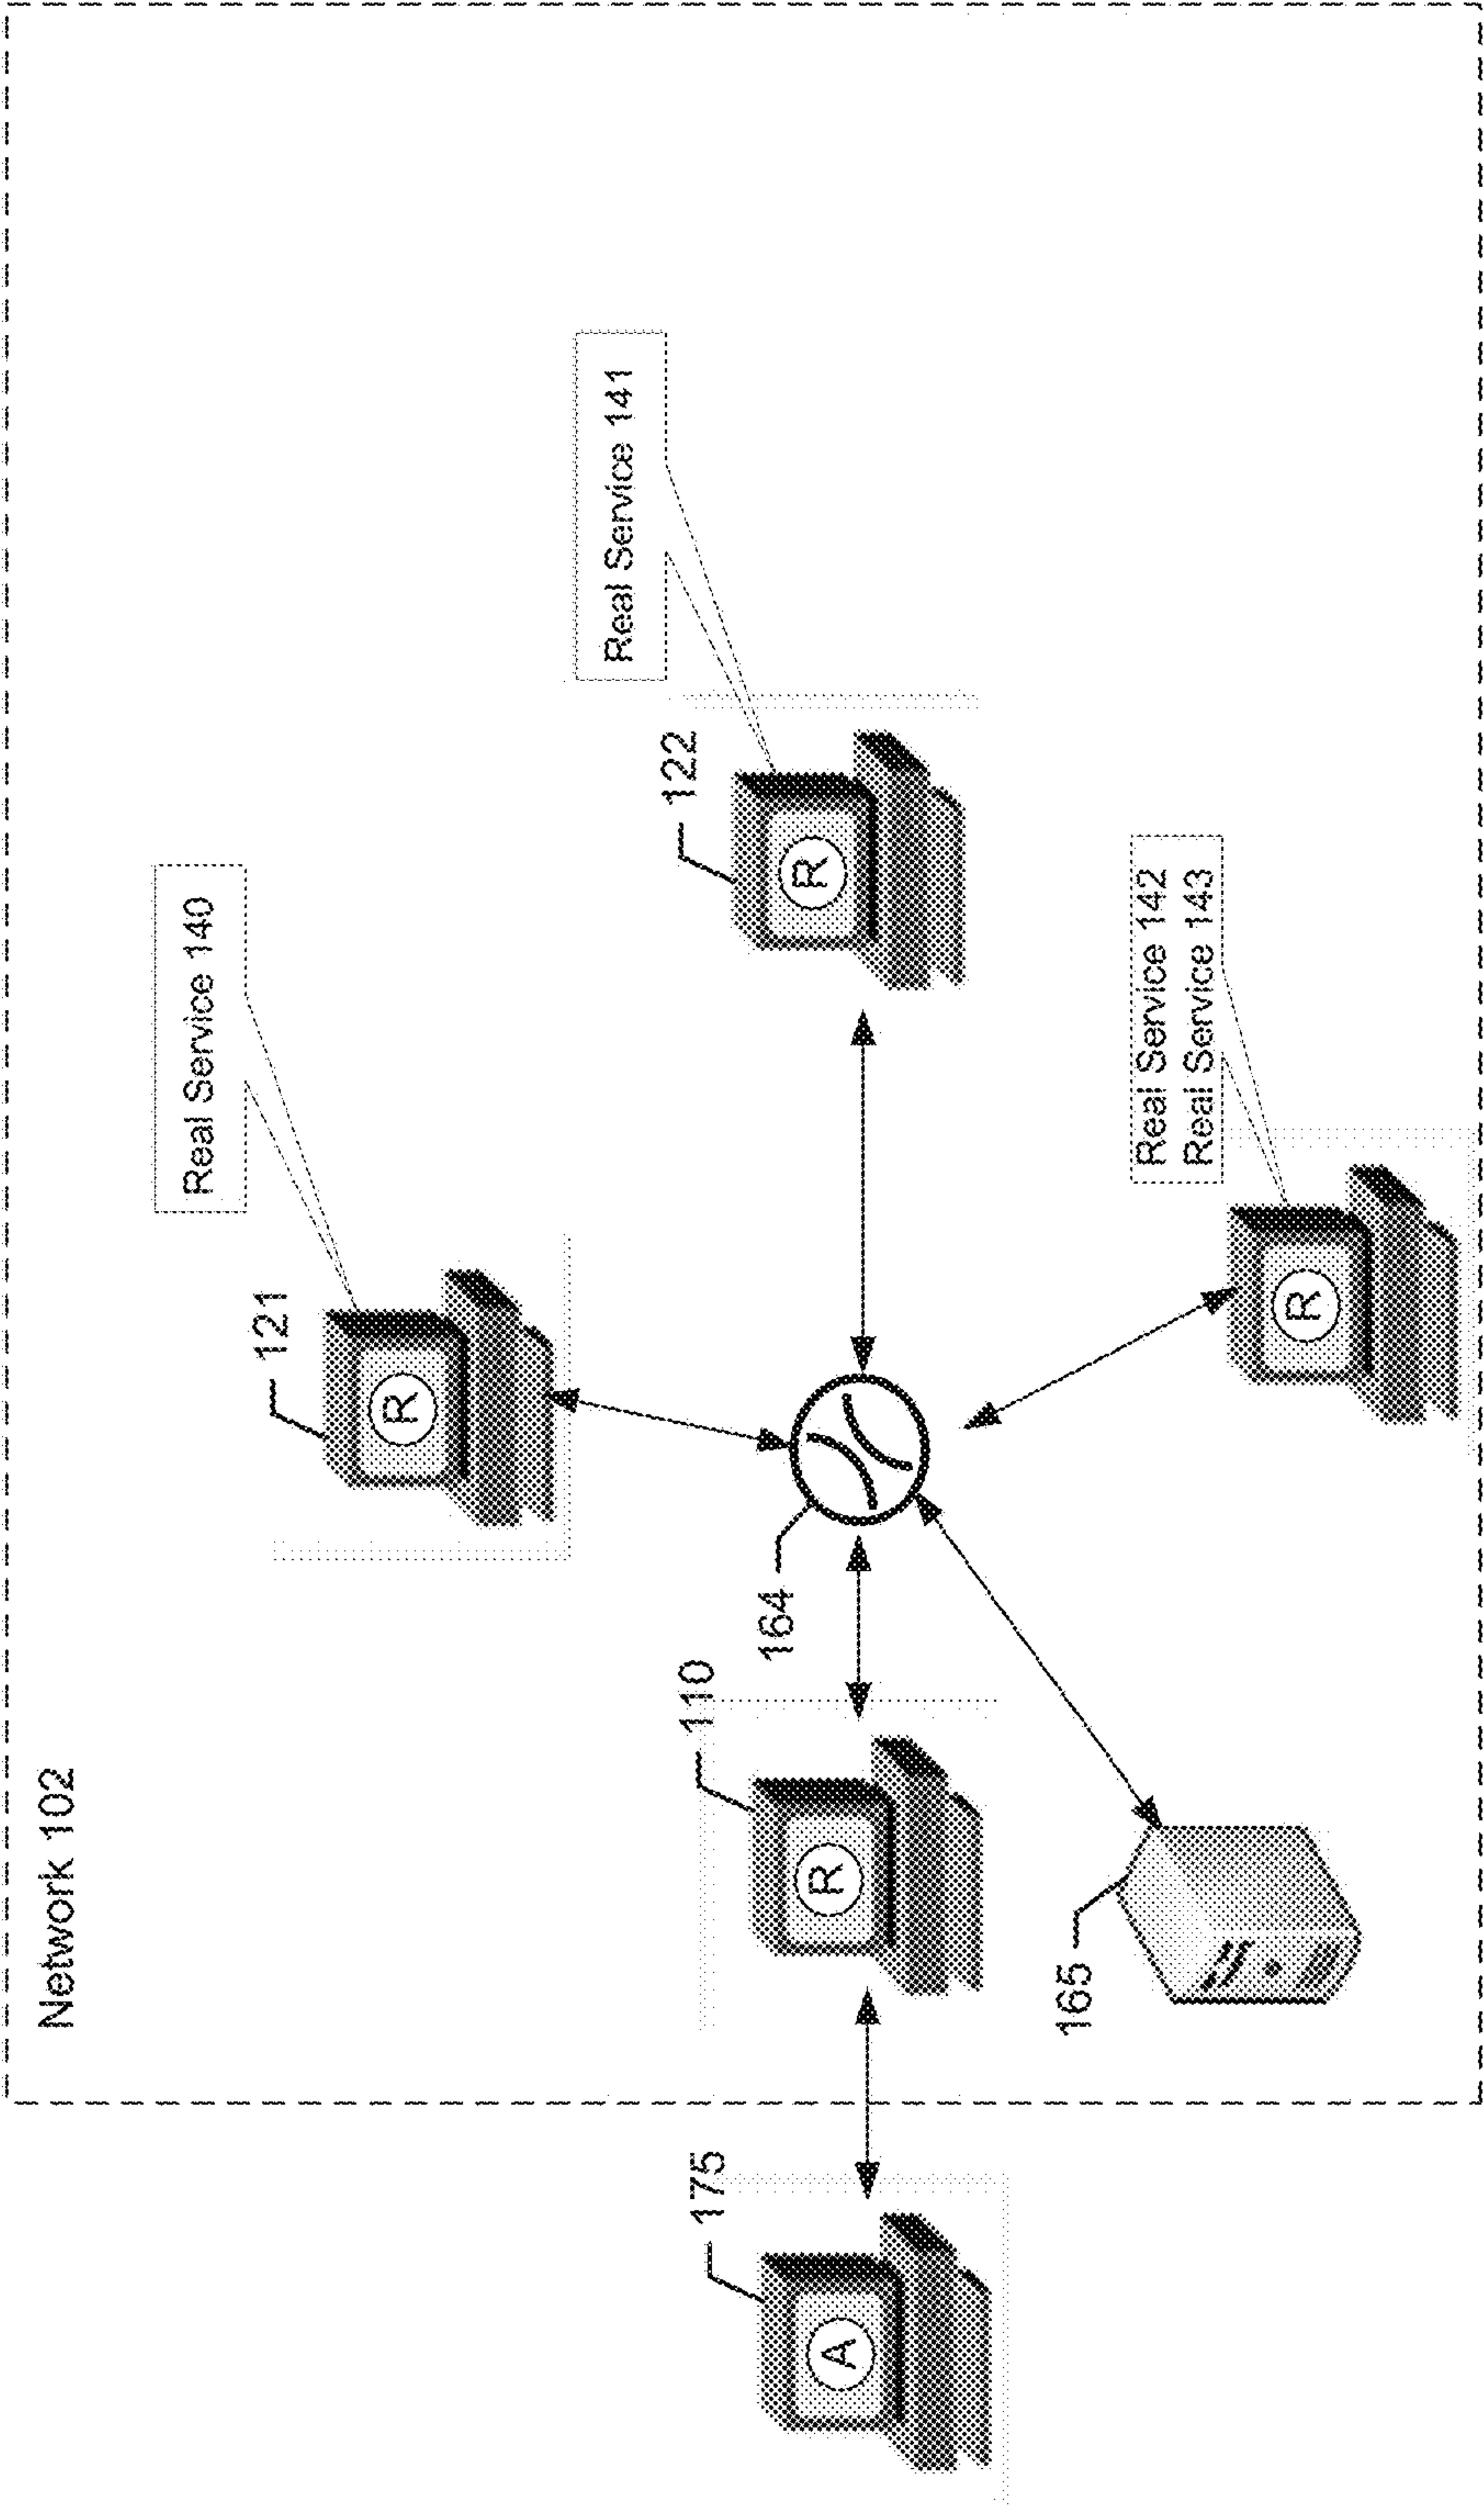 Network 102
Real Service 140
121
R
Real Service 141
122
R
164
110
R
175
A
165
Real Service 142
Real Service 143
R